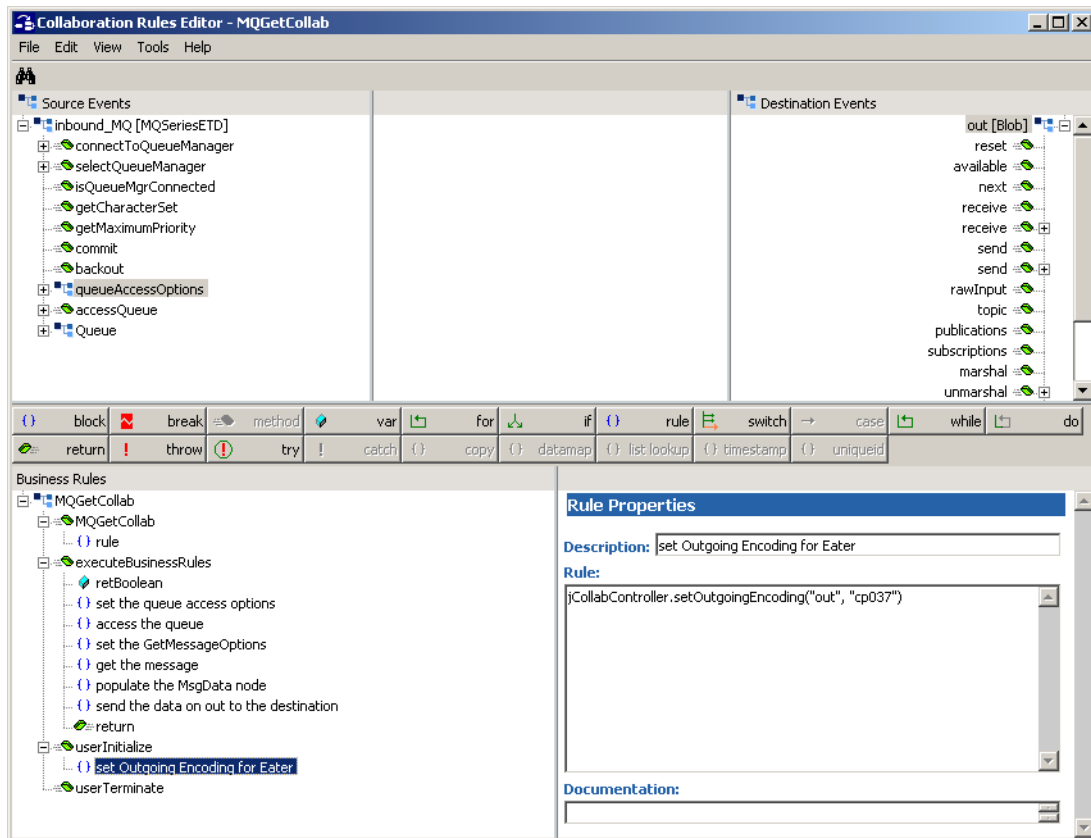 Collaboration Rules Editor - MQGetCollab
File Edit View Tools Help
Source Events
Destination Events
inbound_MQ [MQSeriesETD]
connectToQueueManager
selectQueueManager
isQueueMgrConnected
getCharacterSet
getMaximumPriority
commit
backout
queueAccessOptions
accessQueue
Queue
out [Blob]
reset
available
next
receive
receive
send
send
rawInput
topic
publications
subscriptions
marshal
unmarshal
block break method var for if rule switch case while do
return throw try catch copy datamap list lookup timestamp uniqueid
Business Rules
MQGetCollab
MQGetCollab
rule
executeBusinessRules
retBoolean
set the queue access options
access the queue
set the GetMessageOptions
get the message
populate the MsgData node
send the data on out to the destination
return
userInitialize
set Outgoing Encoding for Eater
userTerminate
Rule Properties
Description: set Outgoing Encoding for Eater
Rule:
jCollabController.setOutgoingEncoding("out", "cp037")
Documentation: